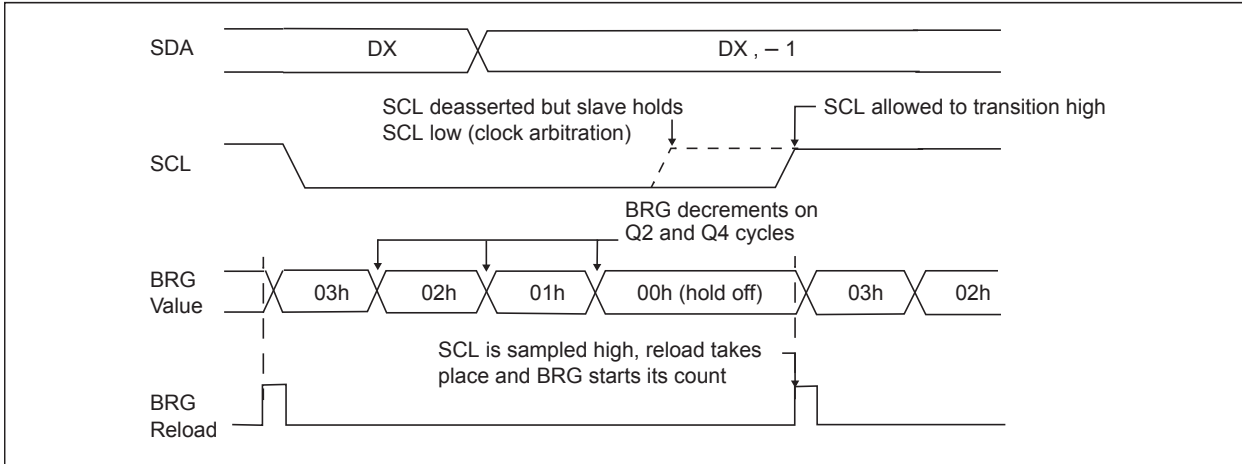 SDA
DX
DX , – 1
SCL deasserted but slave holds
SCL low (clock arbitration)
SCL allowed to transition high
SCL
BRG decrements on
Q2 and Q4 cycles
BRG
Value
03h
02h
01h
00h (hold off)
03h
02h
SCL is sampled high, reload takes
place and BRG starts its count
BRG
Reload